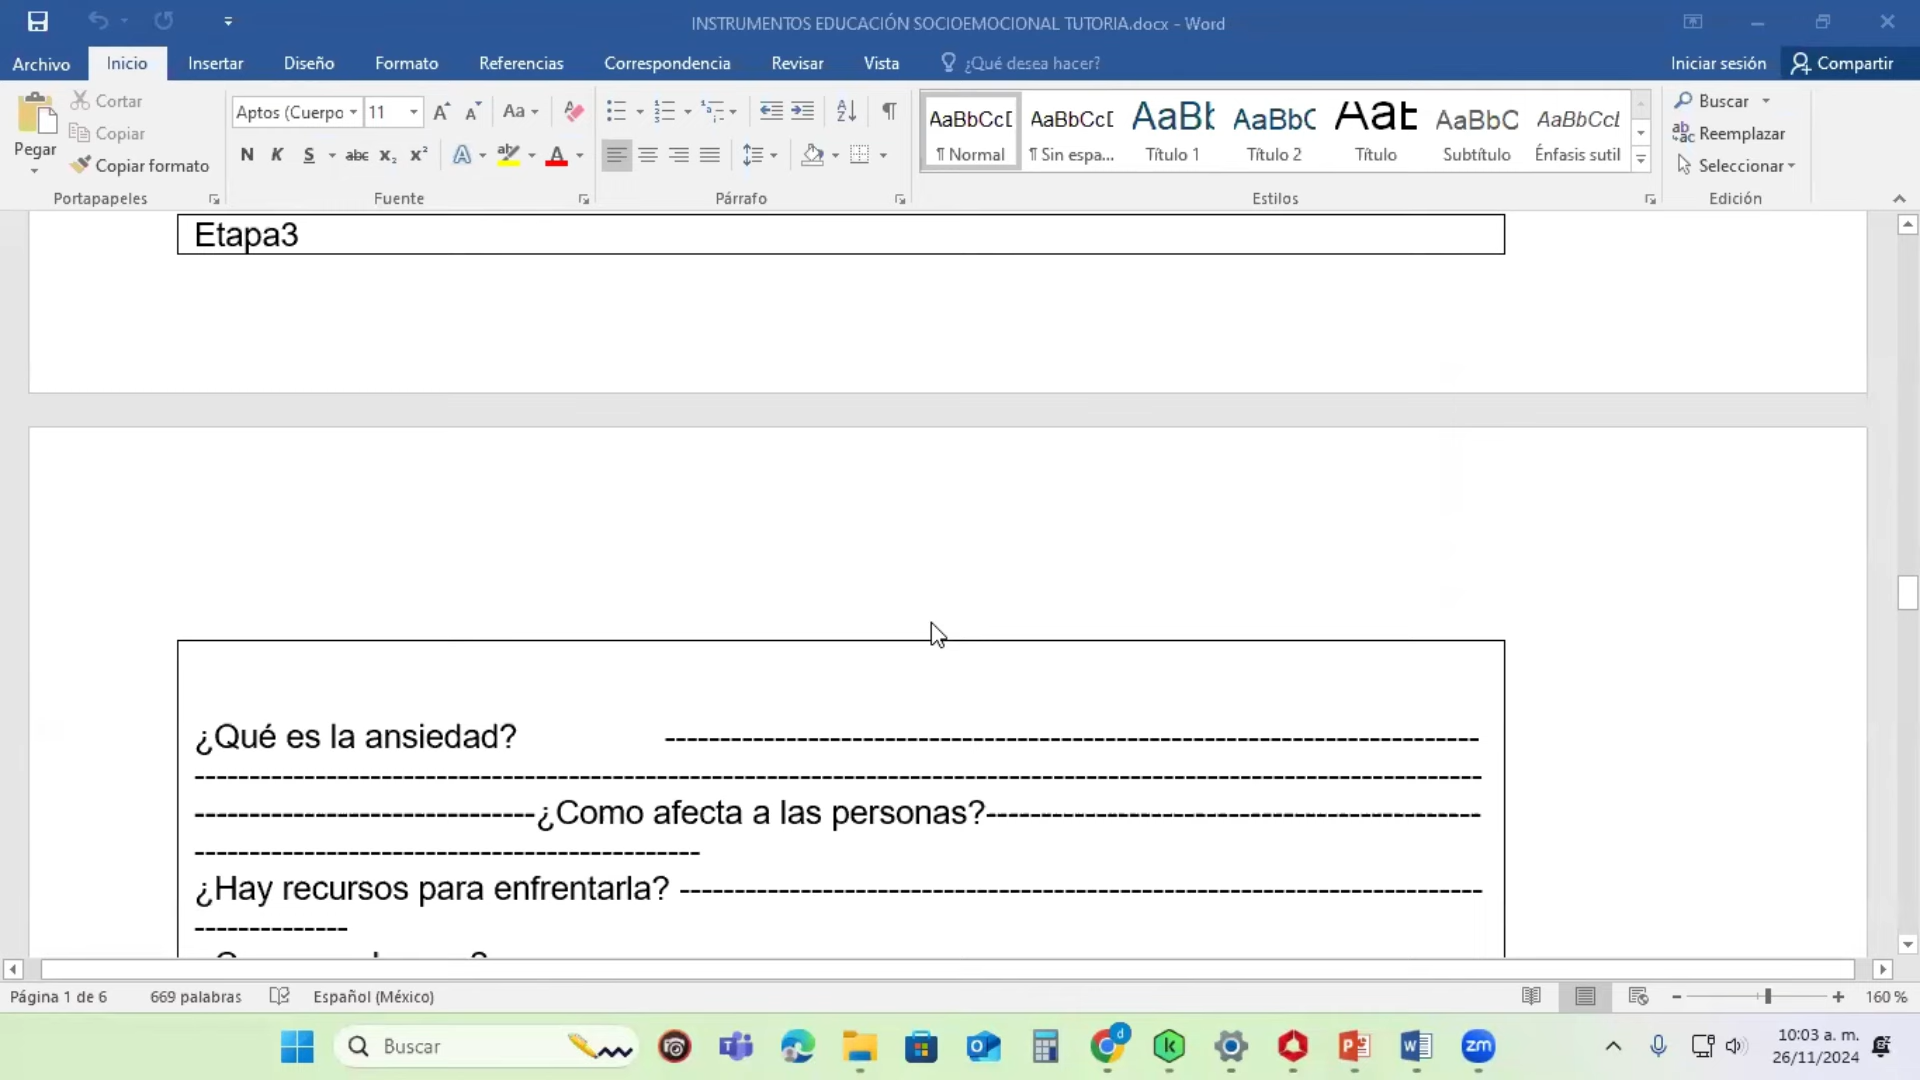 INSTRUMENTOS EDUCACIÓN SOCIOEMOCIONAL TUTORIA.docx - Word
Archivo Inicio Insertar Diseño Formato Referencias Correspondencia Revisar Vista ¿Qué desea hacer? Iniciar sesión Compartir
Pegar
Cortar
Copiar
Copiar formato
Portapapeles
Aptos (Cuerpo 11
Aa
N K S abc x₂ x² A ab A
Fuente
Párrafo
AaBbCcD AaBbCcD AaBb AaBbC AaB AaBbC AaBbCcD
¶ Normal ¶ Sin espa... Título 1 Título 2 Título Subtítulo Énfasis sutil
Estilos
Buscar
Reemplazar
Seleccionar
Edición
Etapa3
¿Qué es la ansiedad? --------------------------------------------------------------------------
---------------------------------------------------------------------------------------------------------------------
-------------------------------¿Como afecta a las personas?---------------------------------------------
----------------------------------------------
¿Hay recursos para enfrentarla? -------------------------------------------------------------------------
--------------
Página 1 de 6 669 palabras Español (México) 160 %
Buscar
10:03 a. m.
26/11/2024